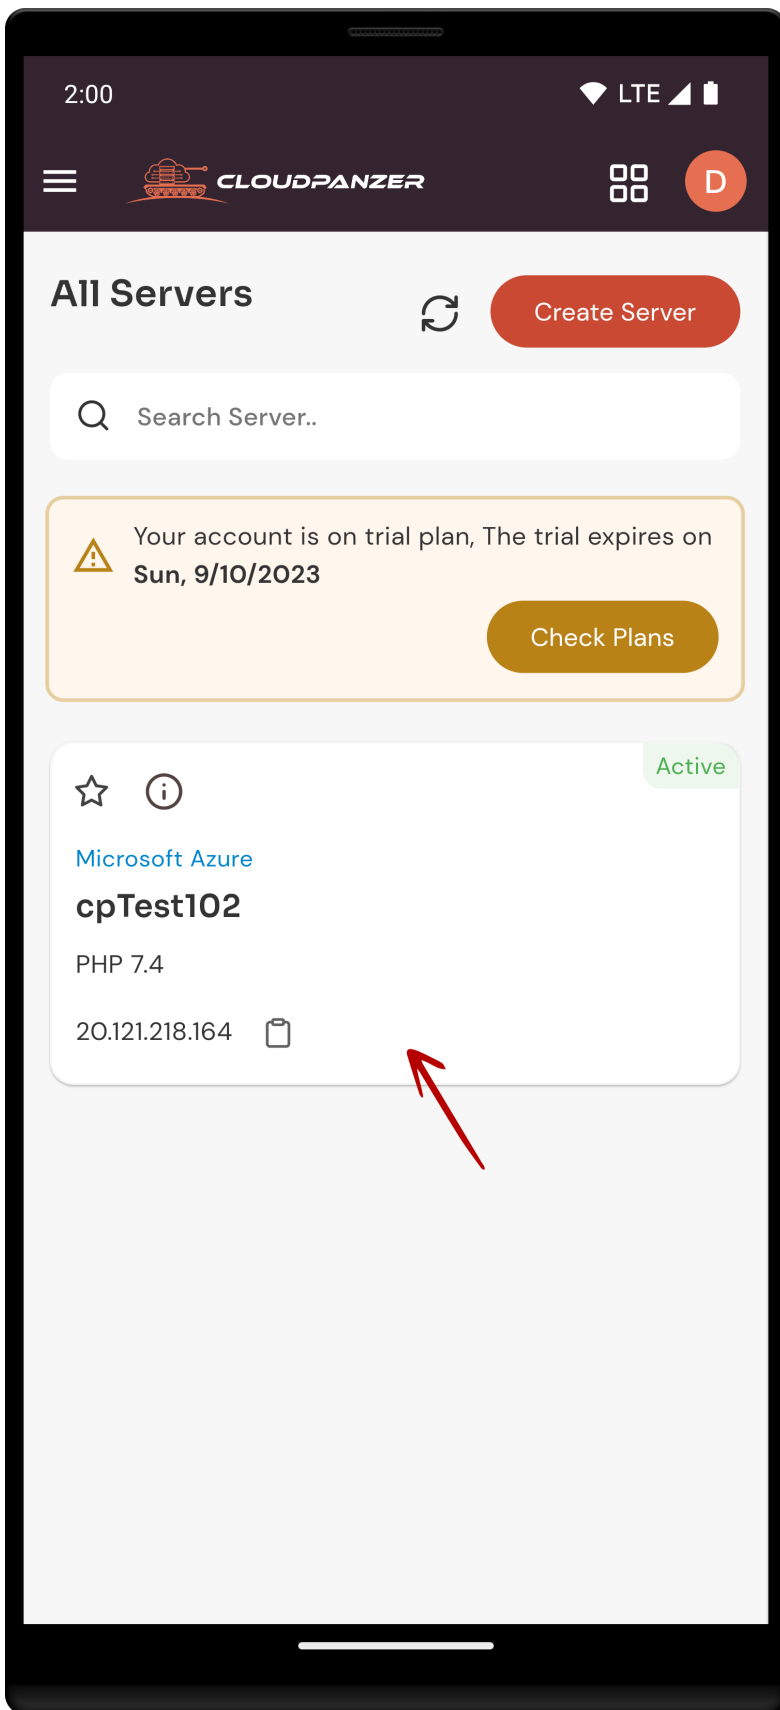 2:00 LTE
CLOUDPANZER D
All Servers
Create Server
Search Server..
Your account is on trial plan, The trial expires on
Sun, 9/10/2023
Check Plans
Active
Microsoft Azure
cpTest102
PHP 7.4
20.121.218.164